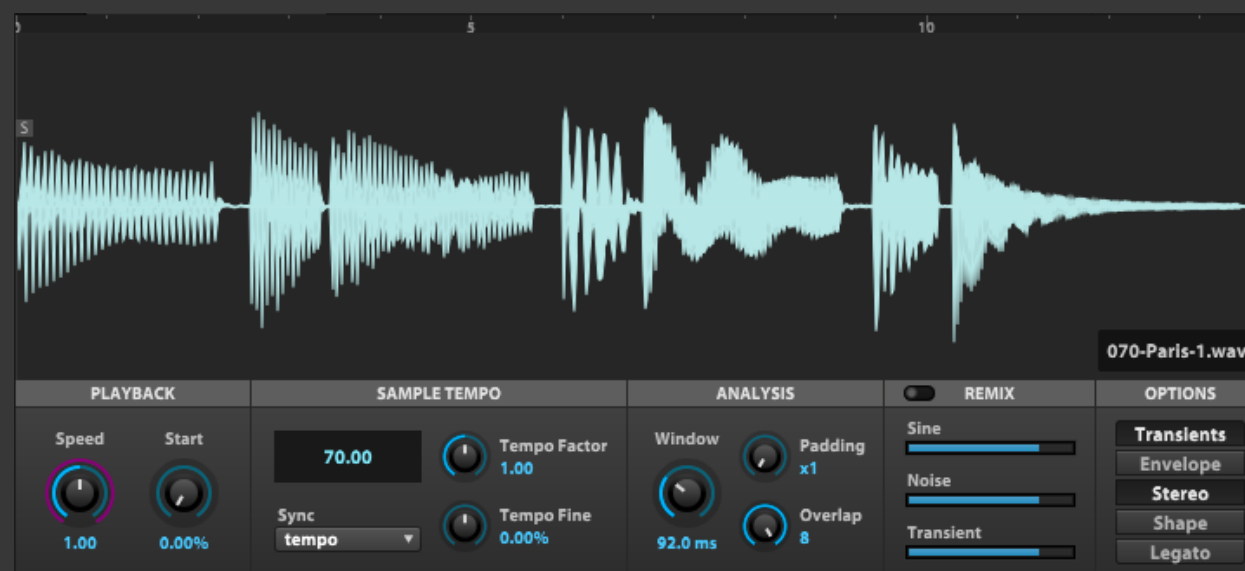 0 5 10
S
070-Paris-1.wav
PLAYBACK SAMPLE TEMPO ANALYSIS REMIX OPTIONS
Speed Start
1.00 0.00%
70.00
Sync
tempo
Tempo Factor
1.00
Tempo Fine
0.00%
Window
92.0 ms
Padding
x1
Overlap
8
Sine
Noise
Transient
Transients
Envelope
Stereo
Shape
Legato